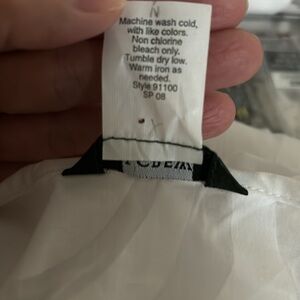 N
Machine wash cold,
with like colors.
Non chlorine
bleach only.
Tumble dry low.
Warm iron as
needed.
Style 91100
SP 08